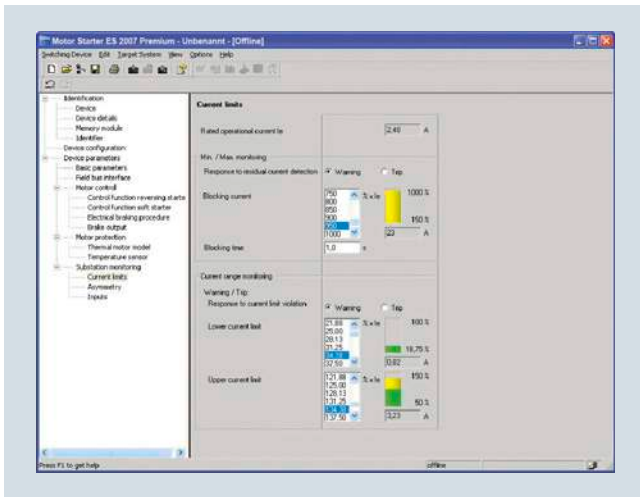 Motor Starter ES 2007 Premium - Unbenannt - [Offline]
Switching Device Edit Target System View Options Help
Identification
Device
Device details
Memory module
Identifier
Device configuration
Device parameters
Basic parameters
Field bus interface
Motor control
Control function reversing starte
Control function soft starter
Electrical braking procedure
Brake output
Motor protection
Thermal motor model
Temperature sensor
Substation monitoring
Current limits
Asymmetry
Inputs
Current limits
Rated operational current Ie 2,40 A
Min. / Max. monitoring
Response to residual current detection Warning Trip
Blocking current
750
800
850
900
950
1000
% x Ie
1000 %
150 %
23 A
Blocking time 1,0 s
Current range monitoring
Warning / Trip:
Response to current limit violation Warning Trip
Lower current limit
21,88
25,00
28,13
31,25
34,38
37,50
% x Ie
100 %
18,75 %
0,82 A
Upper current limit
121,88
125,00
128,13
131,25
134,38
137,50
% x Ie
150 %
50 %
3,23 A
Press F1 to get help
offline